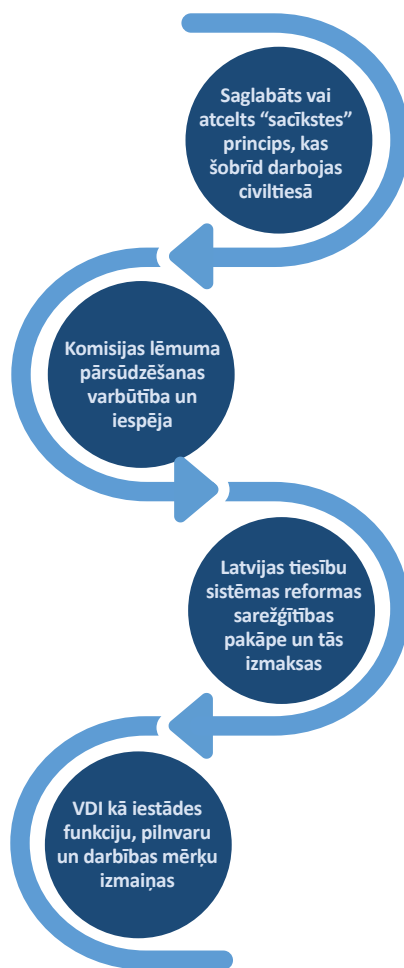 Saglabāts vai
atcelts “sacīkstes”
princips, kas
šobrīd darbojas
civiltiesā
Komisijas lēmuma
pārsūdzēšanas
varbūtība un
iespēja
Latvijas tiesību
sistēmas reformas
sarežģītības
pakāpe un tās
izmaksas
VDI kā iestādes
funkciju, pilnvaru
un darbības mērķu
izmaiņas